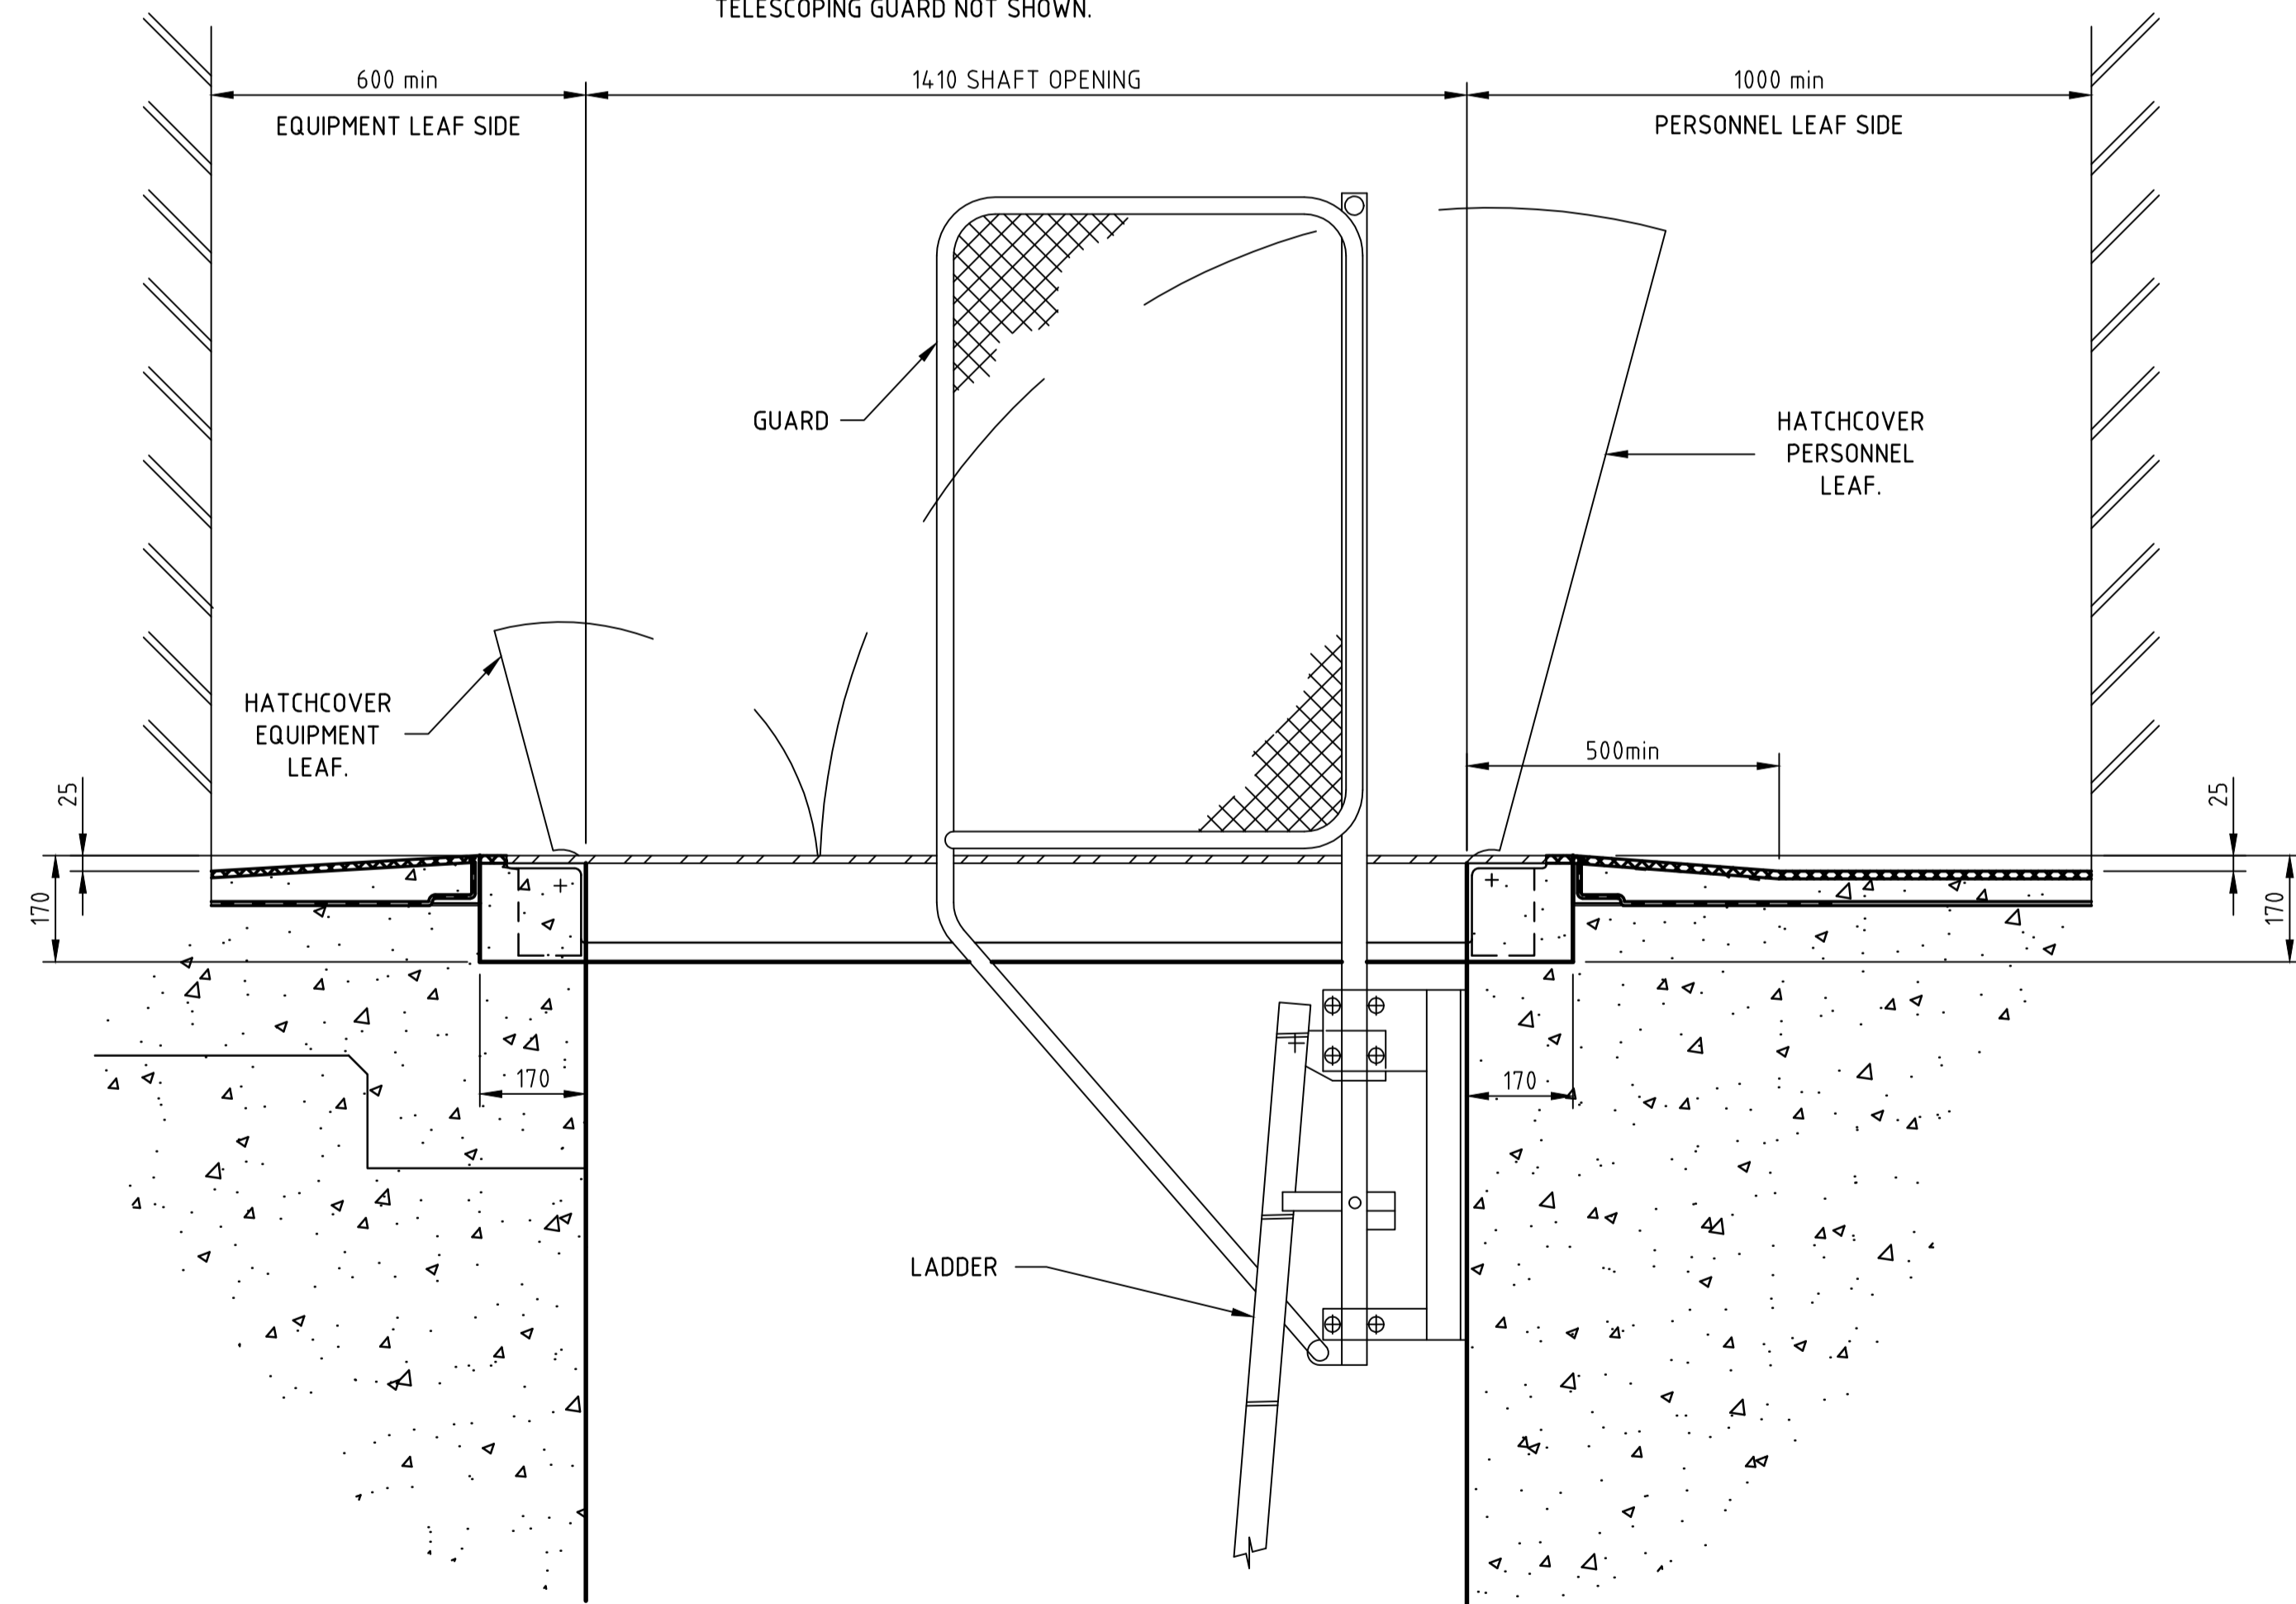 TELESCOPING GUARD NOT SHOWN.
600 min
1410 SHAFT OPENING
1000 min
EQUIPMENT LEAF SIDE
PERSONNEL LEAF SIDE
GUARD
HATCHCOVER
PERSONNEL
LEAF.
HATCHCOVER
EQUIPMENT
LEAF.
500min
25
25
170
170
170
170
LADDER